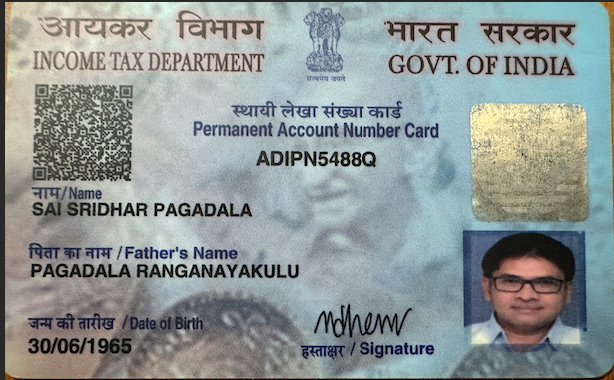 आयकर विभाग
INCOME TAX DEPARTMENT
सत्यमेव जयते
भारत सरकार
GOVT. OF INDIA
स्थायी लेखा संख्या कार्ड
Permanent Account Number Card
ADIPN5488Q
नाम/Name
SAI SRIDHAR PAGADALA
पिता का नाम /Father's Name
PAGADALA RANGANAYAKULU
जन्म की तारीख /Date of Birth
30/06/1965
हस्ताक्षर / Signature